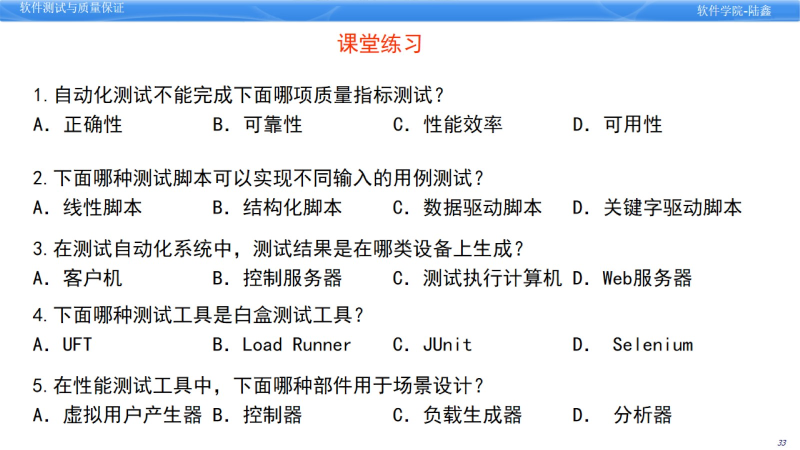 软件测试与质量保证
软件学院-陆鑫
课堂练习
1.自动化测试不能完成下面哪项质量指标测试?
A. 正确性 B. 可靠性 C. 性能效率 D. 可用性
2.下面哪种测试脚本可以实现不同输入的用例测试?
A. 线性脚本 B. 结构化脚本 C. 数据驱动脚本 D. 关键字驱动脚本
3.在测试自动化系统中，测试结果是在哪类设备上生成?
A. 客户机 B. 控制服务器 C. 测试执行计算机 D. Web服务器
4.下面哪种测试工具是白盒测试工具?
A. UFT B. Load Runner C. JUnit D. Selenium
5.在性能测试工具中，下面哪种部件用于场景设计?
A. 虚拟用户产生器 B. 控制器 C. 负载生成器 D. 分析器
33